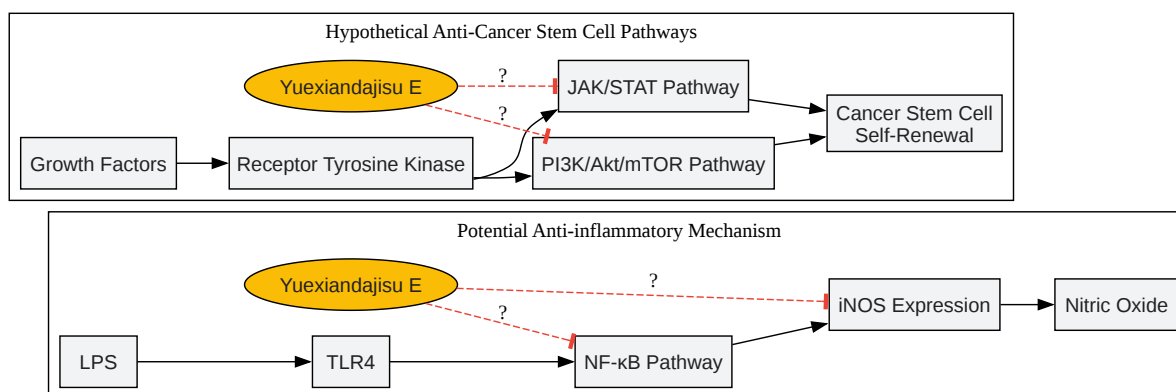 Hypothetical Anti-Cancer Stem Cell Pathways
Yuexiandajisu E
?
?
JAK/STAT Pathway
Cancer Stem Cell
Self-Renewal
Growth Factors
Receptor Tyrosine Kinase
PI3K/Akt/mTOR Pathway
Potential Anti-inflammatory Mechanism
Yuexiandajisu E
?
?
iNOS Expression
Nitric Oxide
LPS
TLR4
NF-κB Pathway